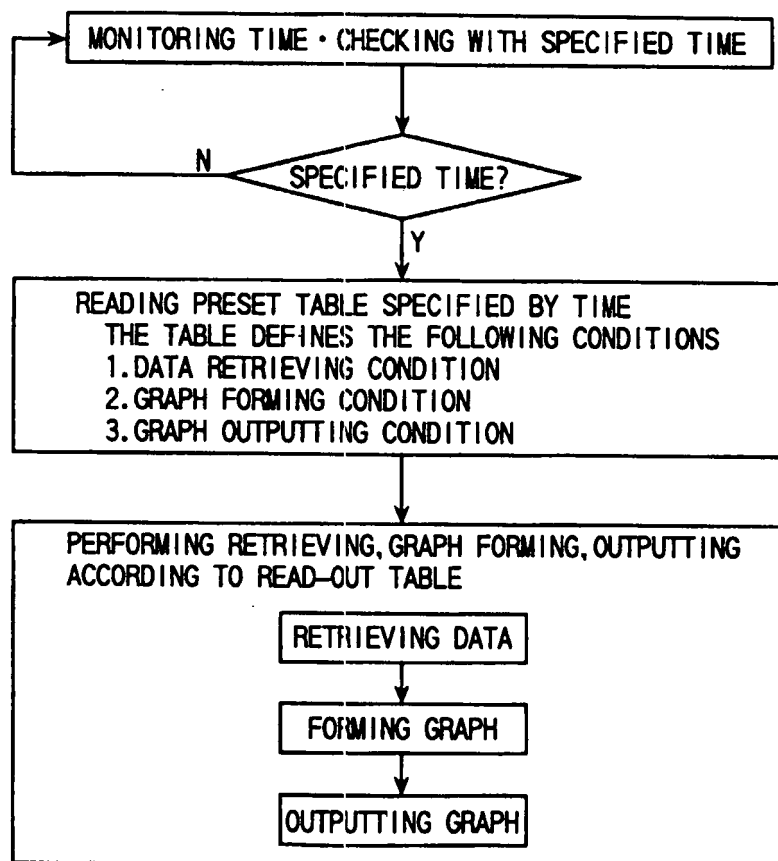 MONITORING TIME・CHECKING WITH SPECIFIED TIME
N
SPECIFIED TIME?
Y
READING PRESET TABLE SPECIFIED BY TIME
THE TABLE DEFINES THE FOLLOWING CONDITIONS
1.DATA RETRIEVING CONDITION
2.GRAPH FORMING CONDITION
3.GRAPH OUTPUTTING CONDITION
PERFORMING RETRIEVING,GRAPH FORMING,OUTPUTTING
ACCORDING TO READ-OUT TABLE
RETRIEVING DATA
FORMING GRAPH
OUTPUTTING GRAPH